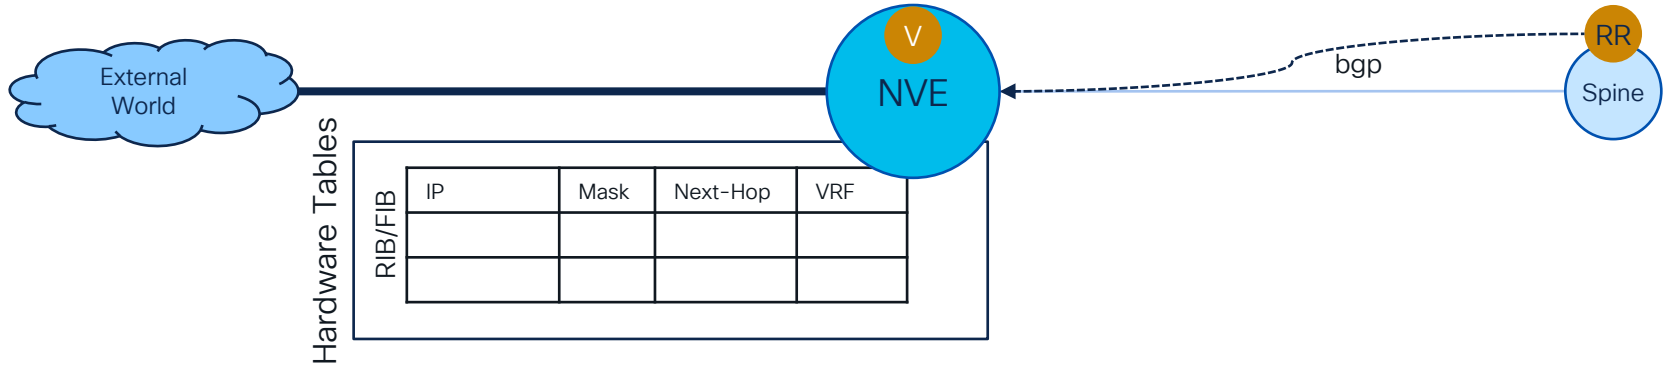 External
World
V
NVE
bgp
RR
Spine
Hardware Tables
RIB/FIB
IP Mask Next-Hop VRF